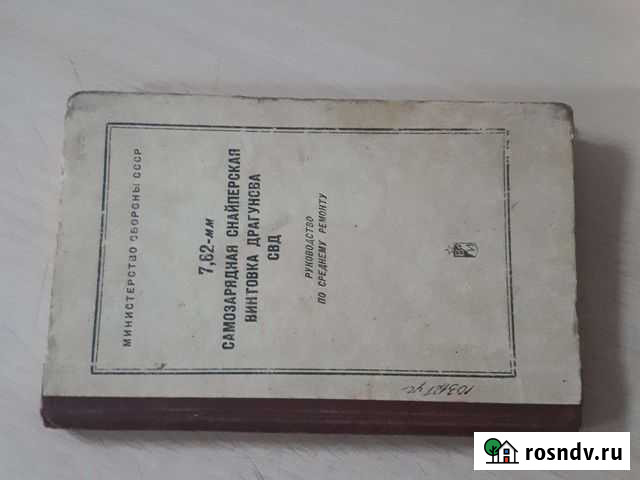 МИНИСТЕРСТВО ОБОРОНЫ СССР
7,62-мм
САМОЗАРЯДНАЯ СНАЙПЕРСКАЯ
ВИНТОВКА ДРАГУНОВА
СВД
РУКОВОДСТВО
ПО СРЕДНЕМУ РЕМОНТУ
rosndv.ru